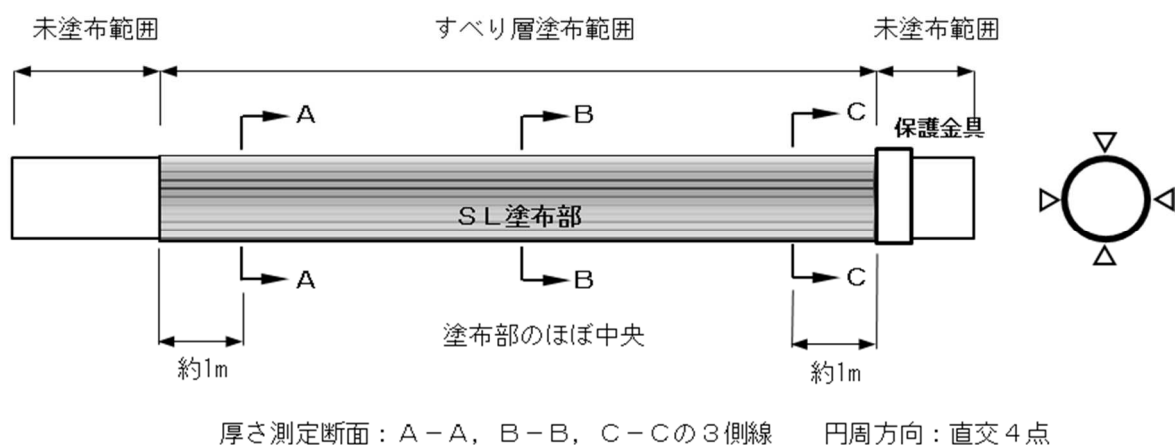 未塗布範囲 すべり層塗布範囲 未塗布範囲
A B C
保護金具
SL塗布部
A B C
塗布部のほぼ中央
約1m 約1m
厚さ測定断面：A－A，B－B，C－Cの3側線 円周方向：直交4点